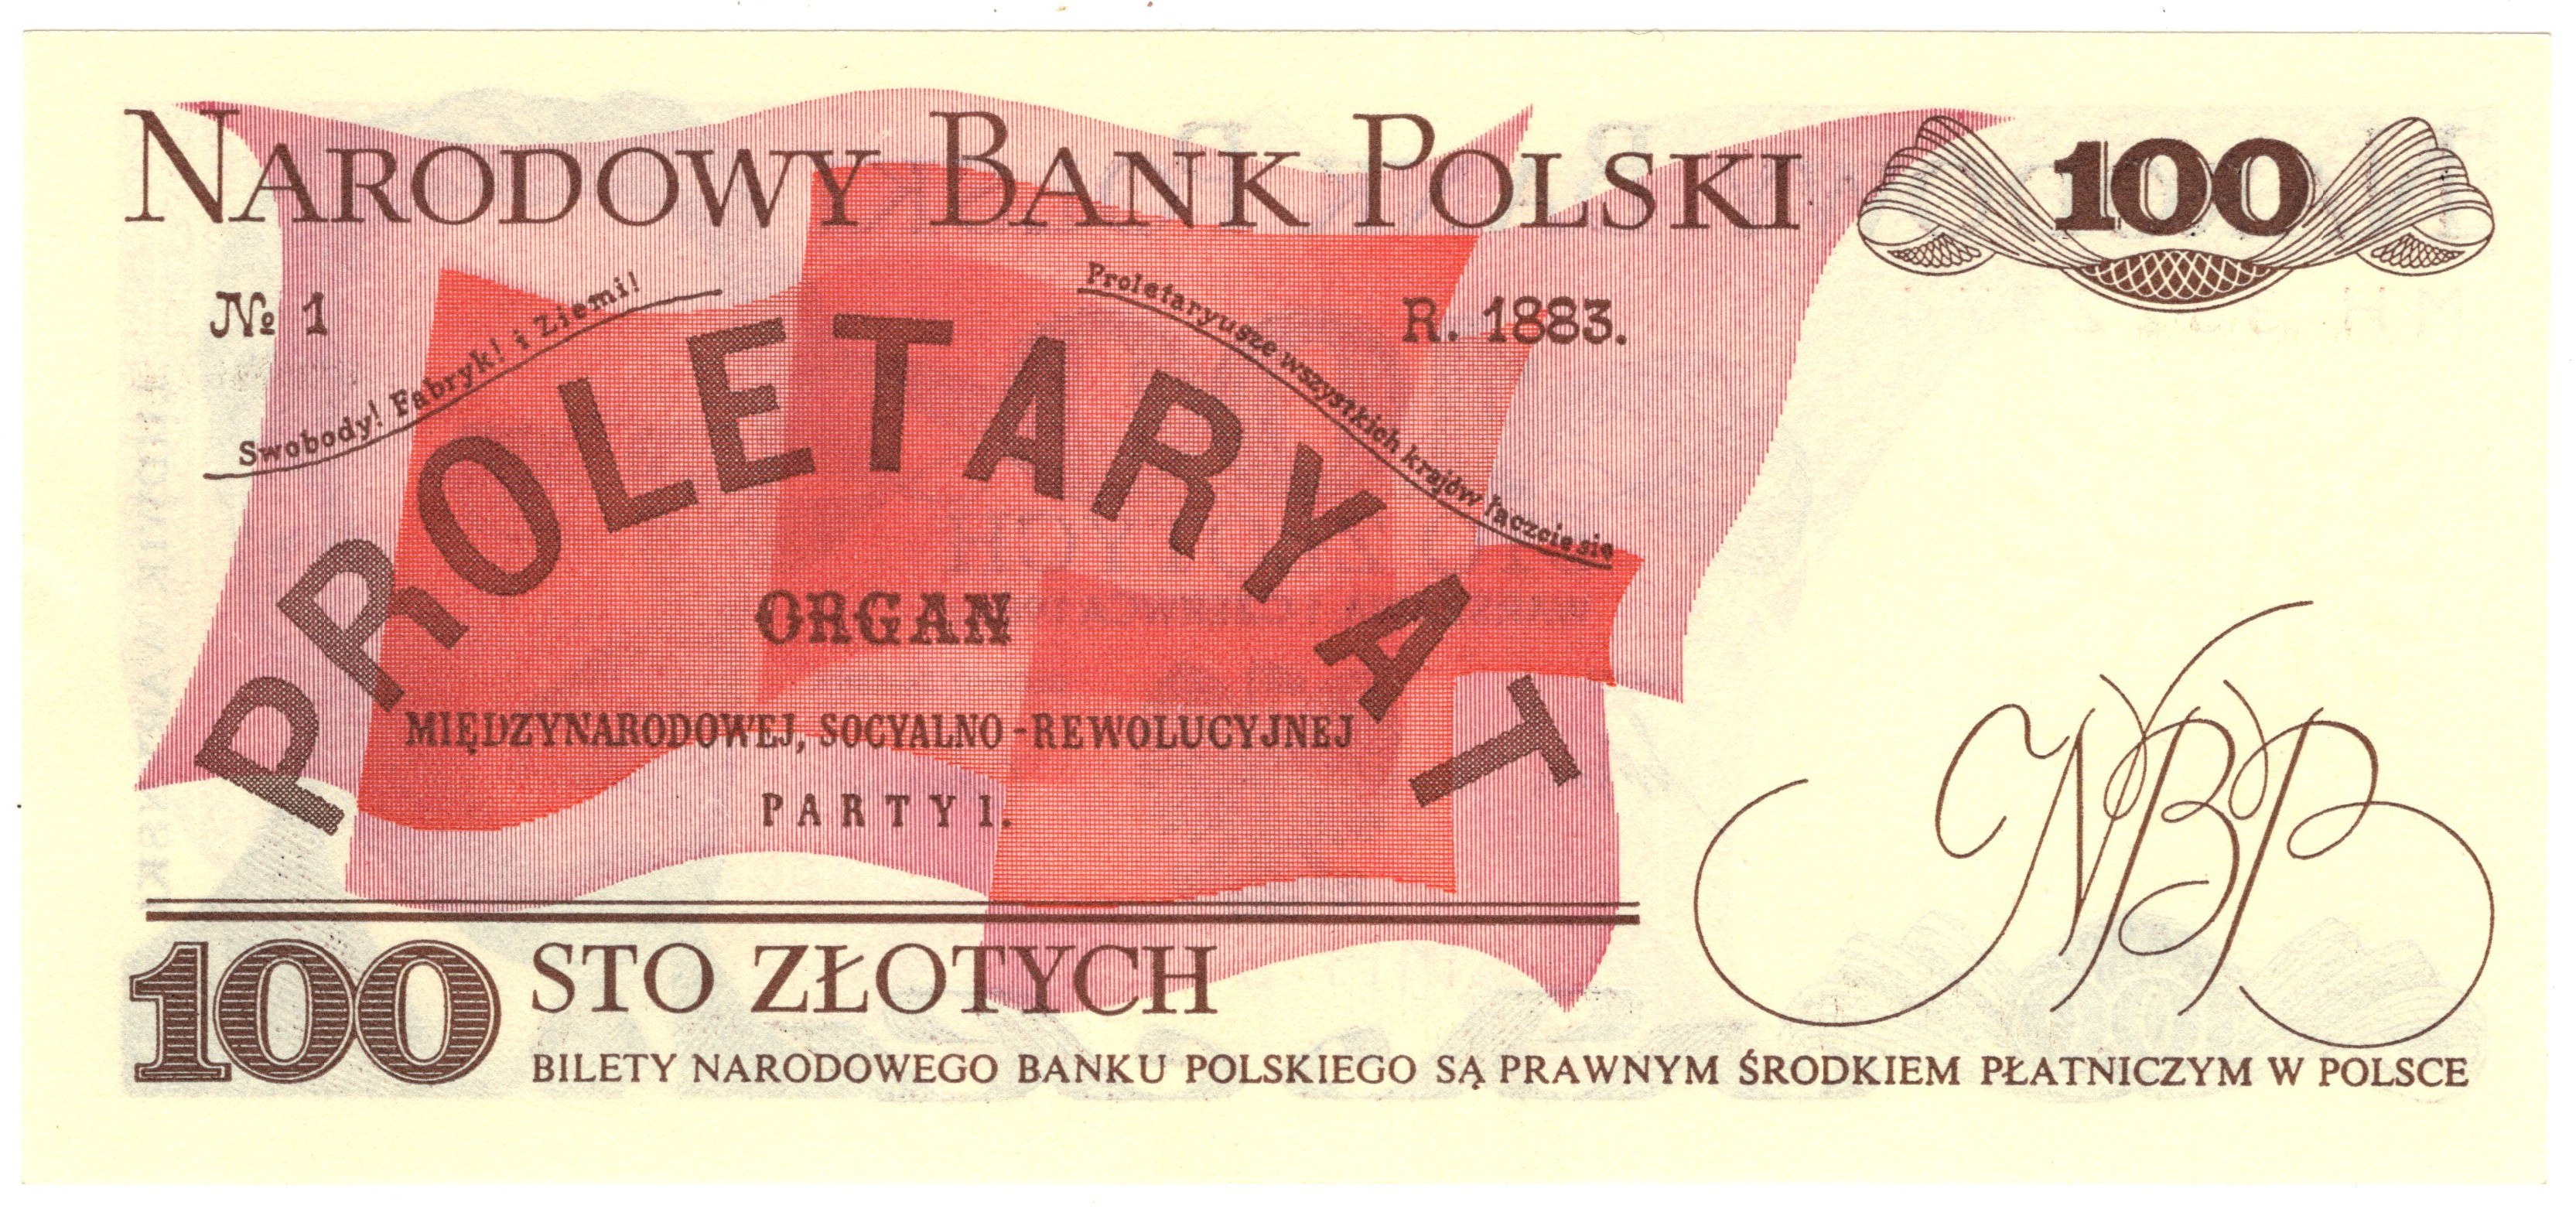 NARODOWY BANK POLSKI
100
№ 1
Swobody! Fabryk! i Ziemi!
Proletaryusze wszystkich krajów łączcie się
R. 1883.
PROLETARYAT
ORGAN
MIĘDZYNARODOWEJ, SOCYALNO-REWOLUCYJNEJ
PARTYI.
NBP
100
STO ZŁOTYCH
BILETY NARODOWEGO BANKU POLSKIEGO SĄ PRAWNYM ŚRODKIEM PŁATNICZYM W POLSCE